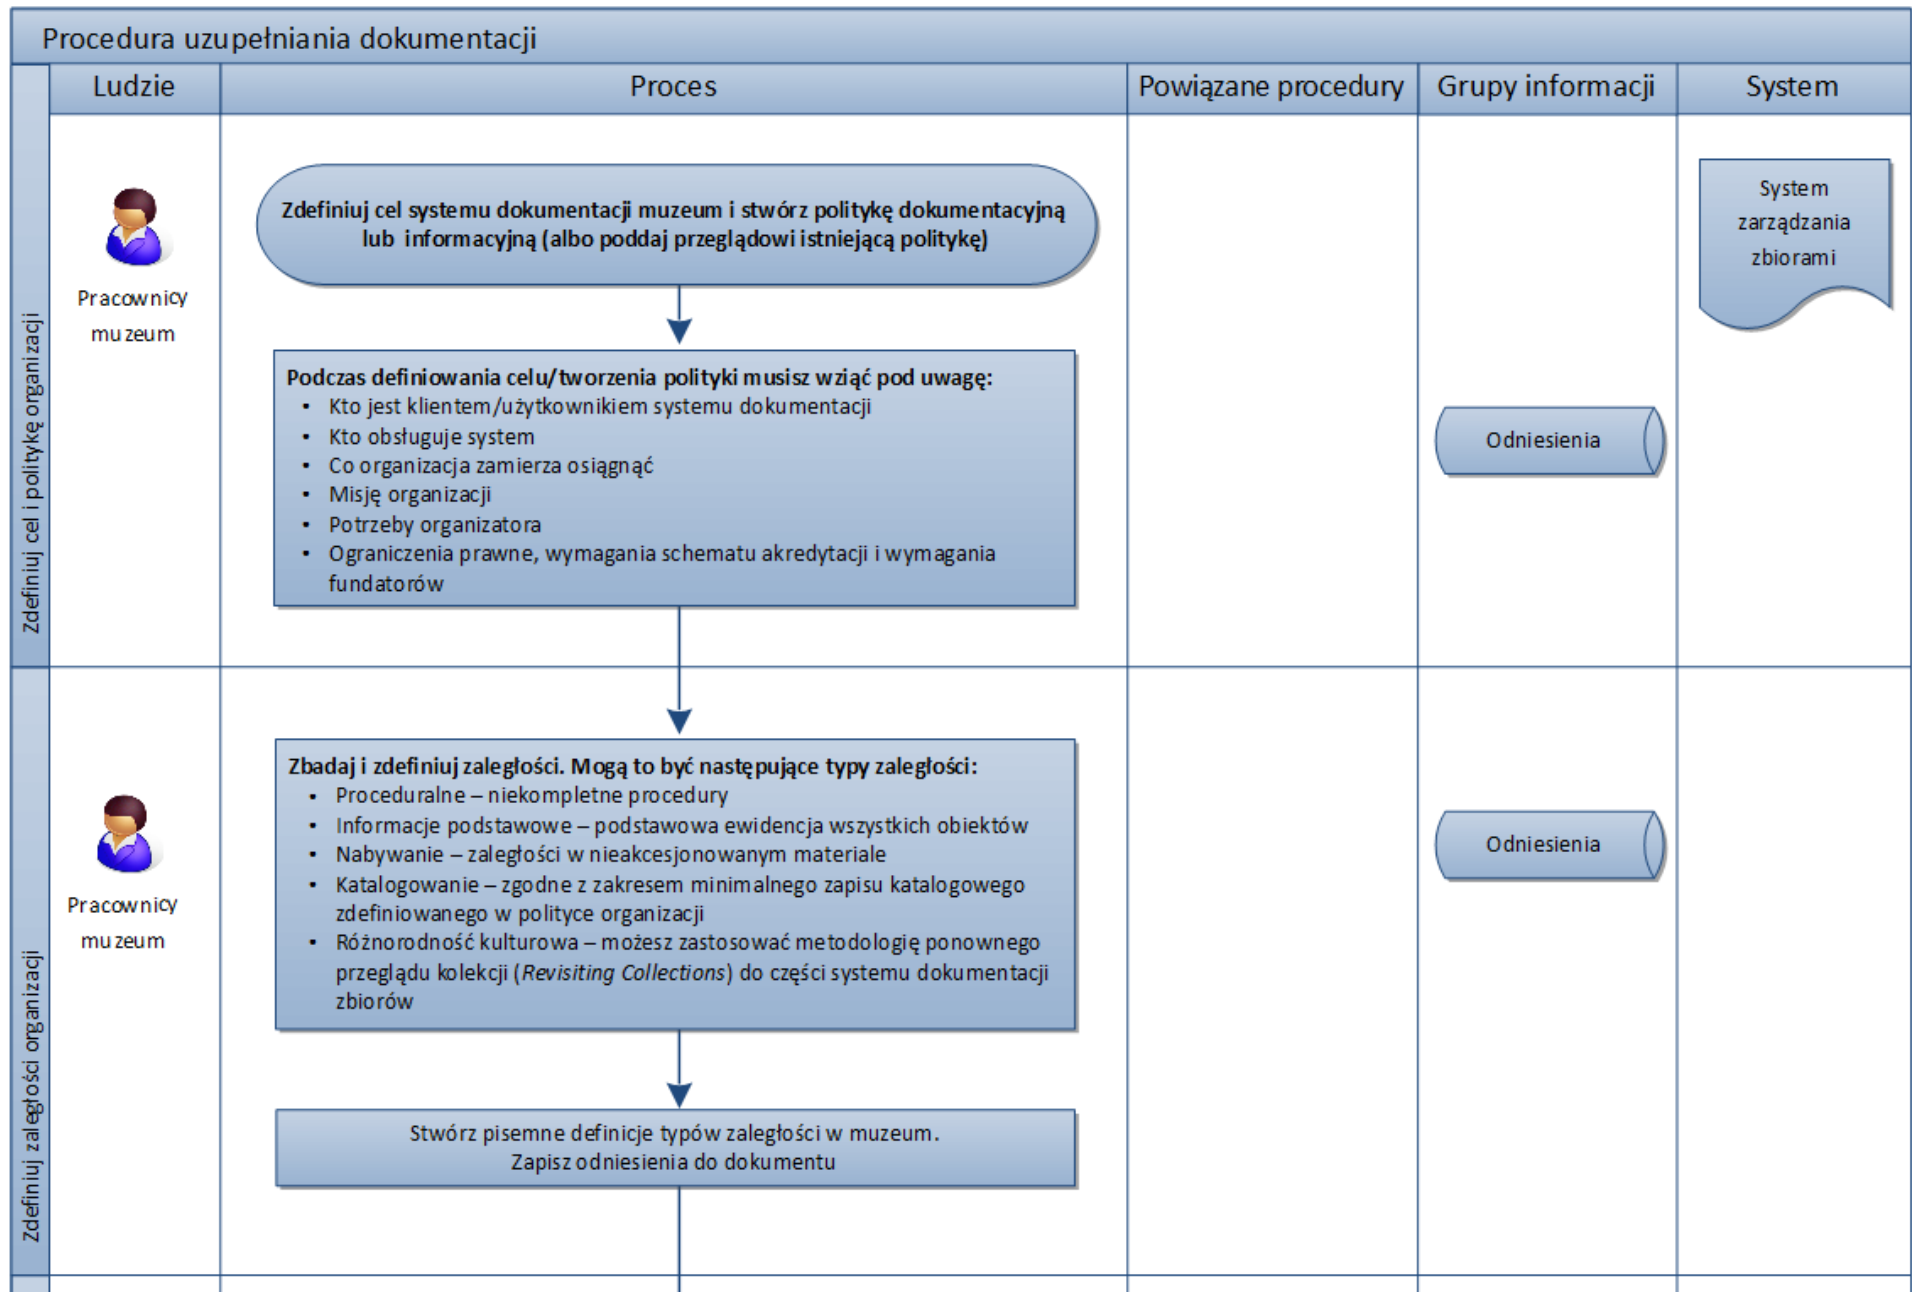 Procedura uzupełniania dokumentacji
Ludzie
Proces
Powiązane procedury
Grupy informacji
System
Zdefiniuj cel i politykę organizacji
Pracownicy
muzeum
Zdefiniuj cel systemu dokumentacji muzeum i stwórz politykę dokumentacyjną
lub informacyjną (albo poddaj przeglądowi istniejącą politykę)
System
zarządzania
zbiorami
Podczas definiowania celu/tworzenia polityki musisz wziąć pod uwagę:
• Kto jest klientem/użytkownikiem systemu dokumentacji
• Kto obsługuje system
• Co organizacja zamierza osiągnąć
• Misję organizacji
• Potrzeby organizatora
• Ograniczenia prawne, wymagania schematu akredytacji i wymagania
fundatorów
Odniesienia
Zdefiniuj zaległości organizacji
Pracownicy
muzeum
Zbadaj i zdefiniuj zaległości. Mogą to być następujące typy zaległości:
• Proceduralne – niekompletne procedury
• Informacje podstawowe – podstawowa ewidencja wszystkich obiektów
• Nabywanie – zaległości w nieakcesjonowanym materiale
• Katalogowanie – zgodne z zakresem minimalnego zapisu katalogowego
zdefiniowanego w polityce organizacji
• Różnorodność kulturowa – możesz zastosować metodologię ponownego
przeglądu kolekcji (Revisiting Collections) do części systemu dokumentacji
zbiorów
Odniesienia
Stwórz pisemne definicje typów zaległości w muzeum.
Zapisz odniesienia do dokumentu